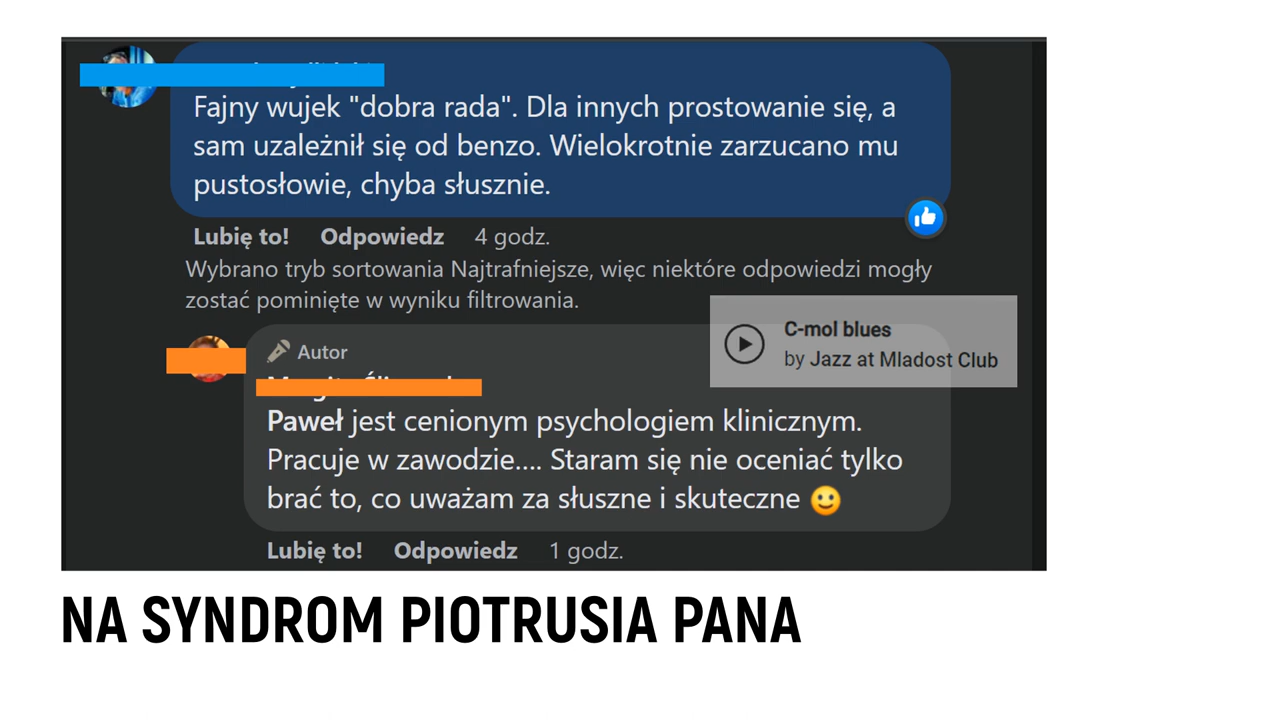 Fajny wujek "dobra rada". Dla innych prostowanie się, a
sam uzależnił się od benzo. Wielokrotnie zarzucano mu
pustosłowie, chyba słusznie.
Lubię to! Odpowiedz 4 godz.
Wybrano tryb sortowania Najtrafniejsze, więc niektóre odpowiedzi mogły
zostać pominięte w wyniku filtrowania.
C-mol blues
by Jazz at Mladost Club
Autor
Paweł jest cenionym psychologiem klinicznym.
Pracuje w zawodzie.... Staram się nie oceniać tylko
brać to, co uważam za słuszne i skuteczne 🙂
Lubię to! Odpowiedz 1 godz.
NA SYNDROM PIOTRUSIA PANA